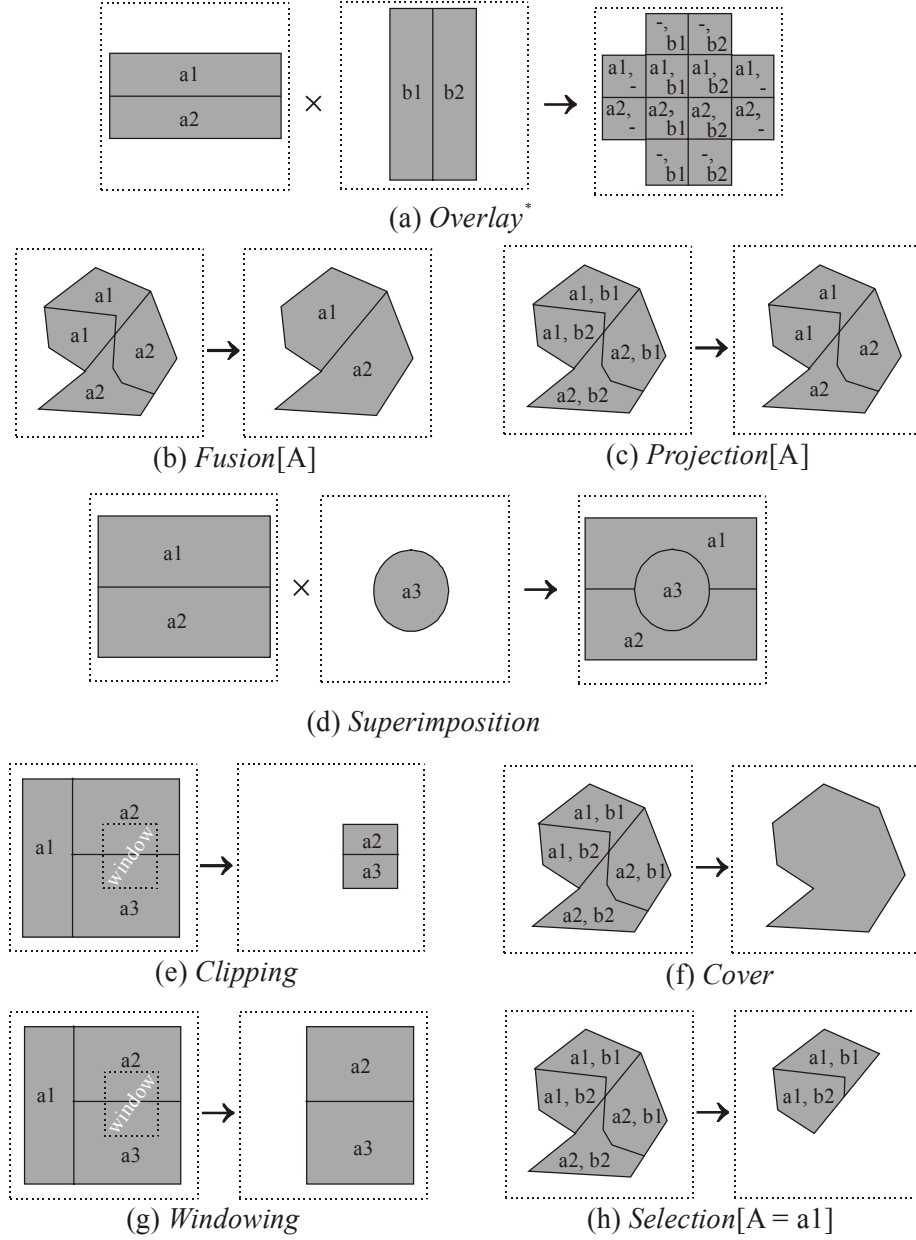 a1
a2
×
b1 b2
→
-, b1 -, b2
a1, - a1, b1 a1, b2 a1, -
a2, - a2, b1 a2, b2 a2, -
-, b1 -, b2
(a) Overlay*
a1
a1
a2
a2
→
a1
a2
(b) Fusion[A]
a1, b1
a1, b2
a2, b1
a2, b2
→
a1
a1
a2
a2
(c) Projection[A]
a1
a2
×
a3
→
a1
a3
a2
(d) Superimposition
a2
a1
window
a3
→
a2
a3
(e) Clipping
a1, b1
a1, b2
a2, b1
a2, b2
→
(f) Cover
a2
a1
window
a3
→
a2
a3
(g) Windowing
a1, b1
a1, b2
a2, b1
a2, b2
→
a1, b1
a1, b2
(h) Selection[A = a1]